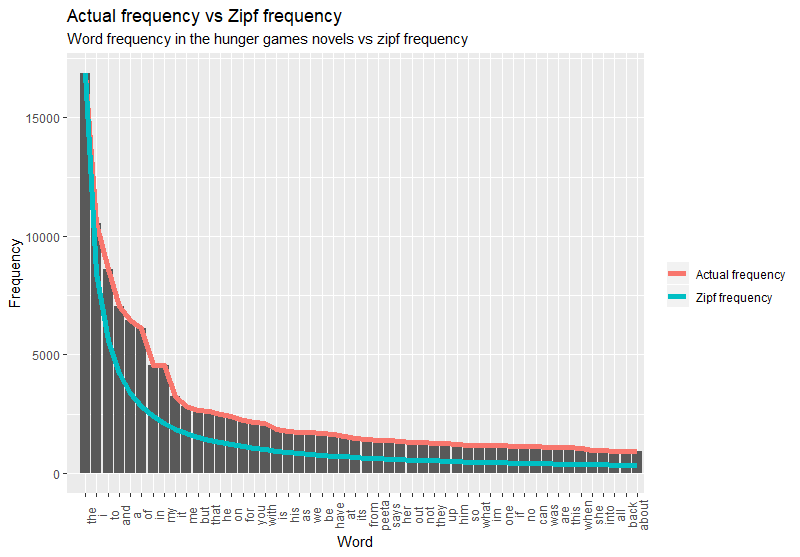 Actual frequency vs Zipf frequency
Word frequency in the hunger games novels vs zipf frequency
15000
10000
5000
0
Frequency
the
i
to
and
a
of
in
my
it
me
but
that
he
on
for
you
with
is
his
as
we
be
have
at
its
from
peeta
says
her
out
not
they
up
him
so
what
im
one
if
no
can
was
are
this
when
she
into
all
back
about
Word
Actual frequency
Zipf frequency